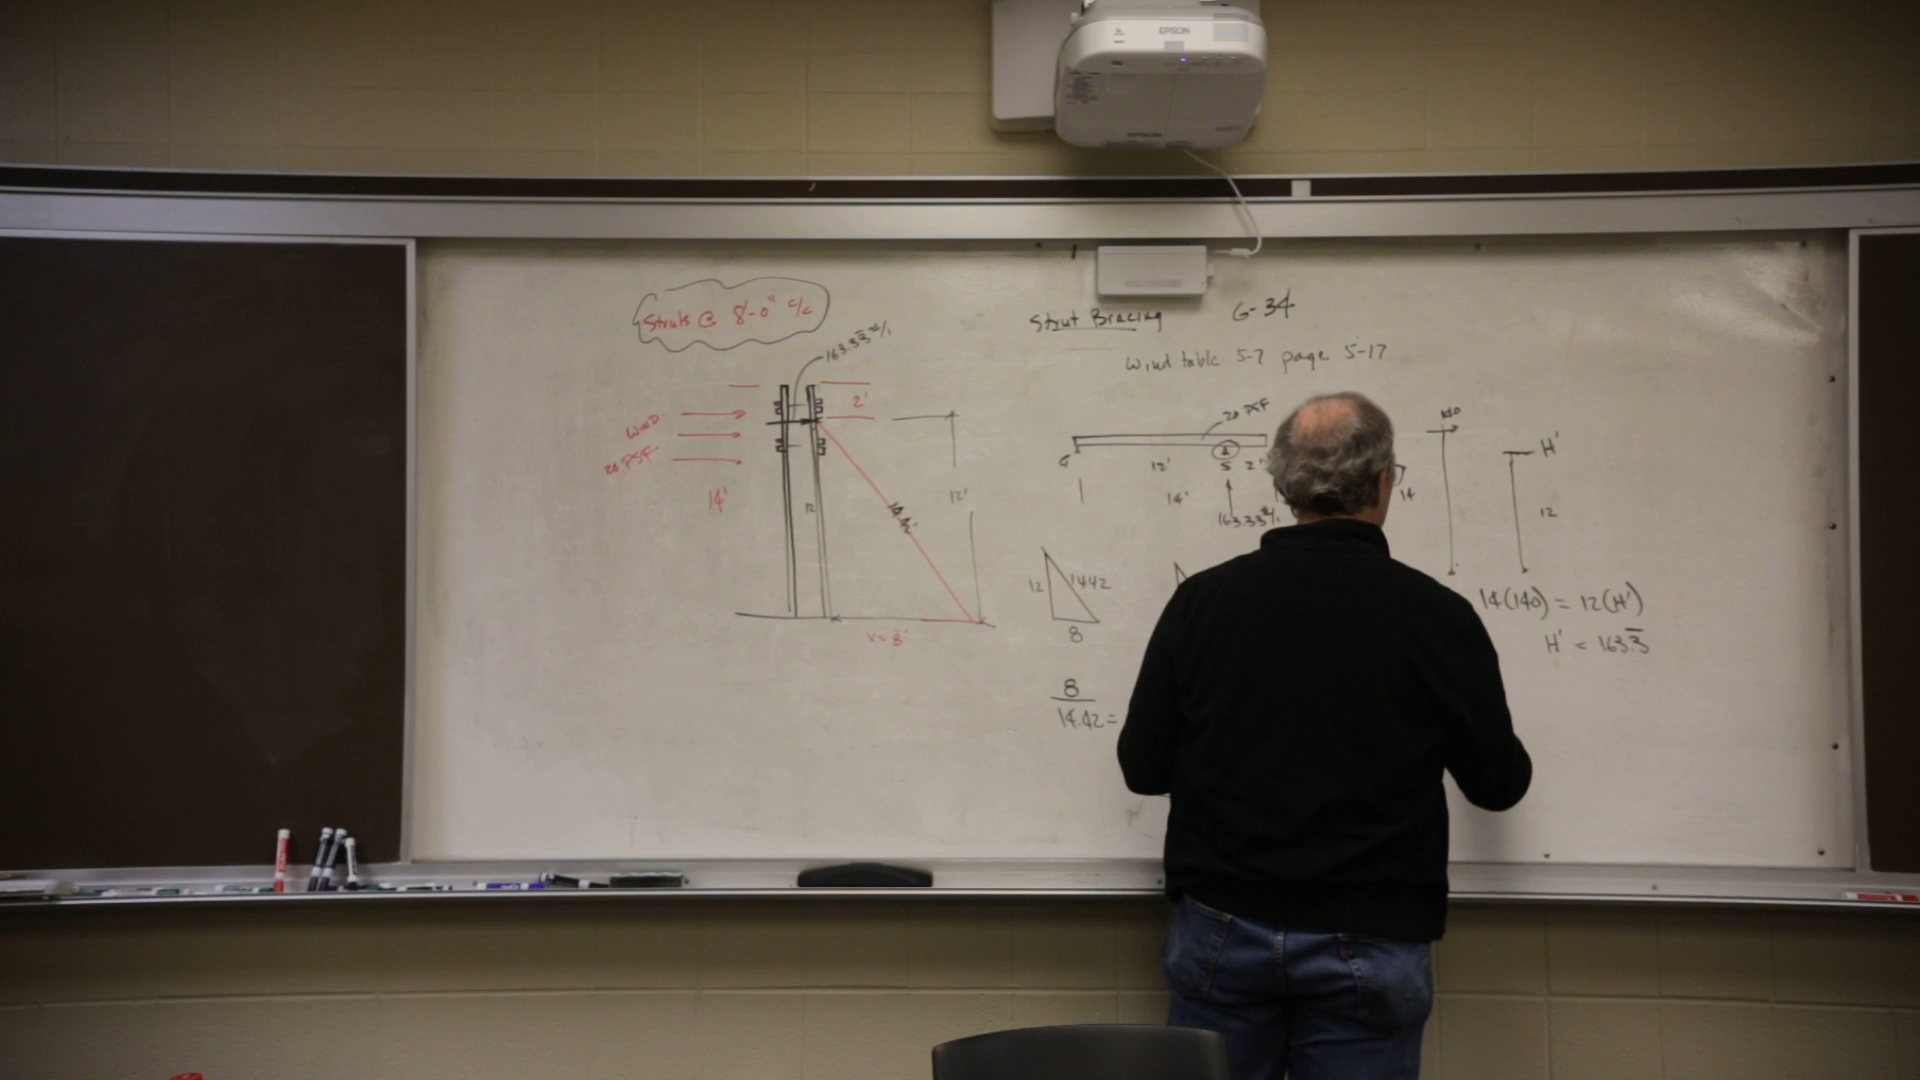 EPSON
EPSON
Struts @ 8'-0" c/c
163.33 #/1
WIND
20 PSF
14'
2'
12
14.42'
12'
x = 8'
Strut Bracing G-34
Wind table 5-7 page 5-17
20 PSF
G 12' S 2'
14'
163.33 #/1
12 14.42
8
8
14.42 =
140
14
H'
12
14(140) = 12(H')
H' = 163.3̅